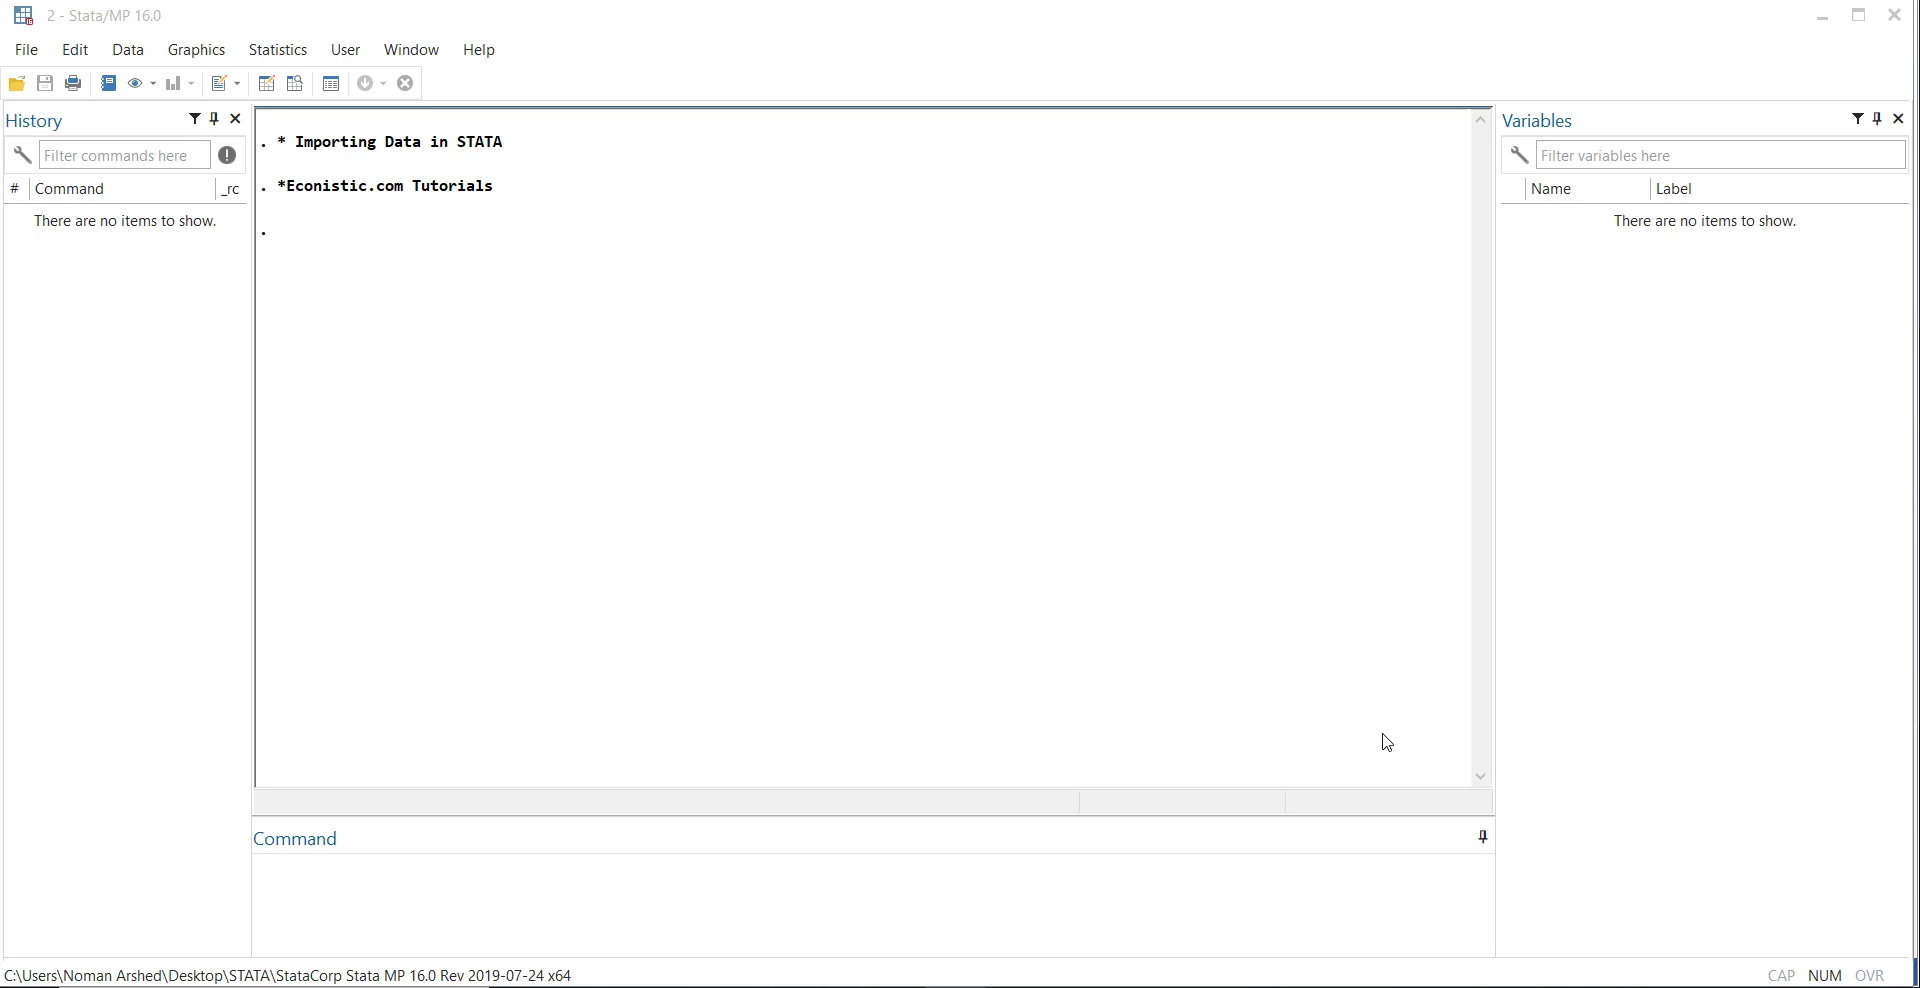 2 - Stata/MP 16.0
File Edit Data Graphics Statistics User Window Help
History
Filter commands here
# Command _rc
There are no items to show.
. * Importing Data in STATA
. *Econistic.com Tutorials
.
Command
Variables
Filter variables here
Name Label
There are no items to show.
C:\Users\Noman Arshed\Desktop\STATA\StataCorp Stata MP 16.0 Rev 2019-07-24 x64
CAP NUM OVR